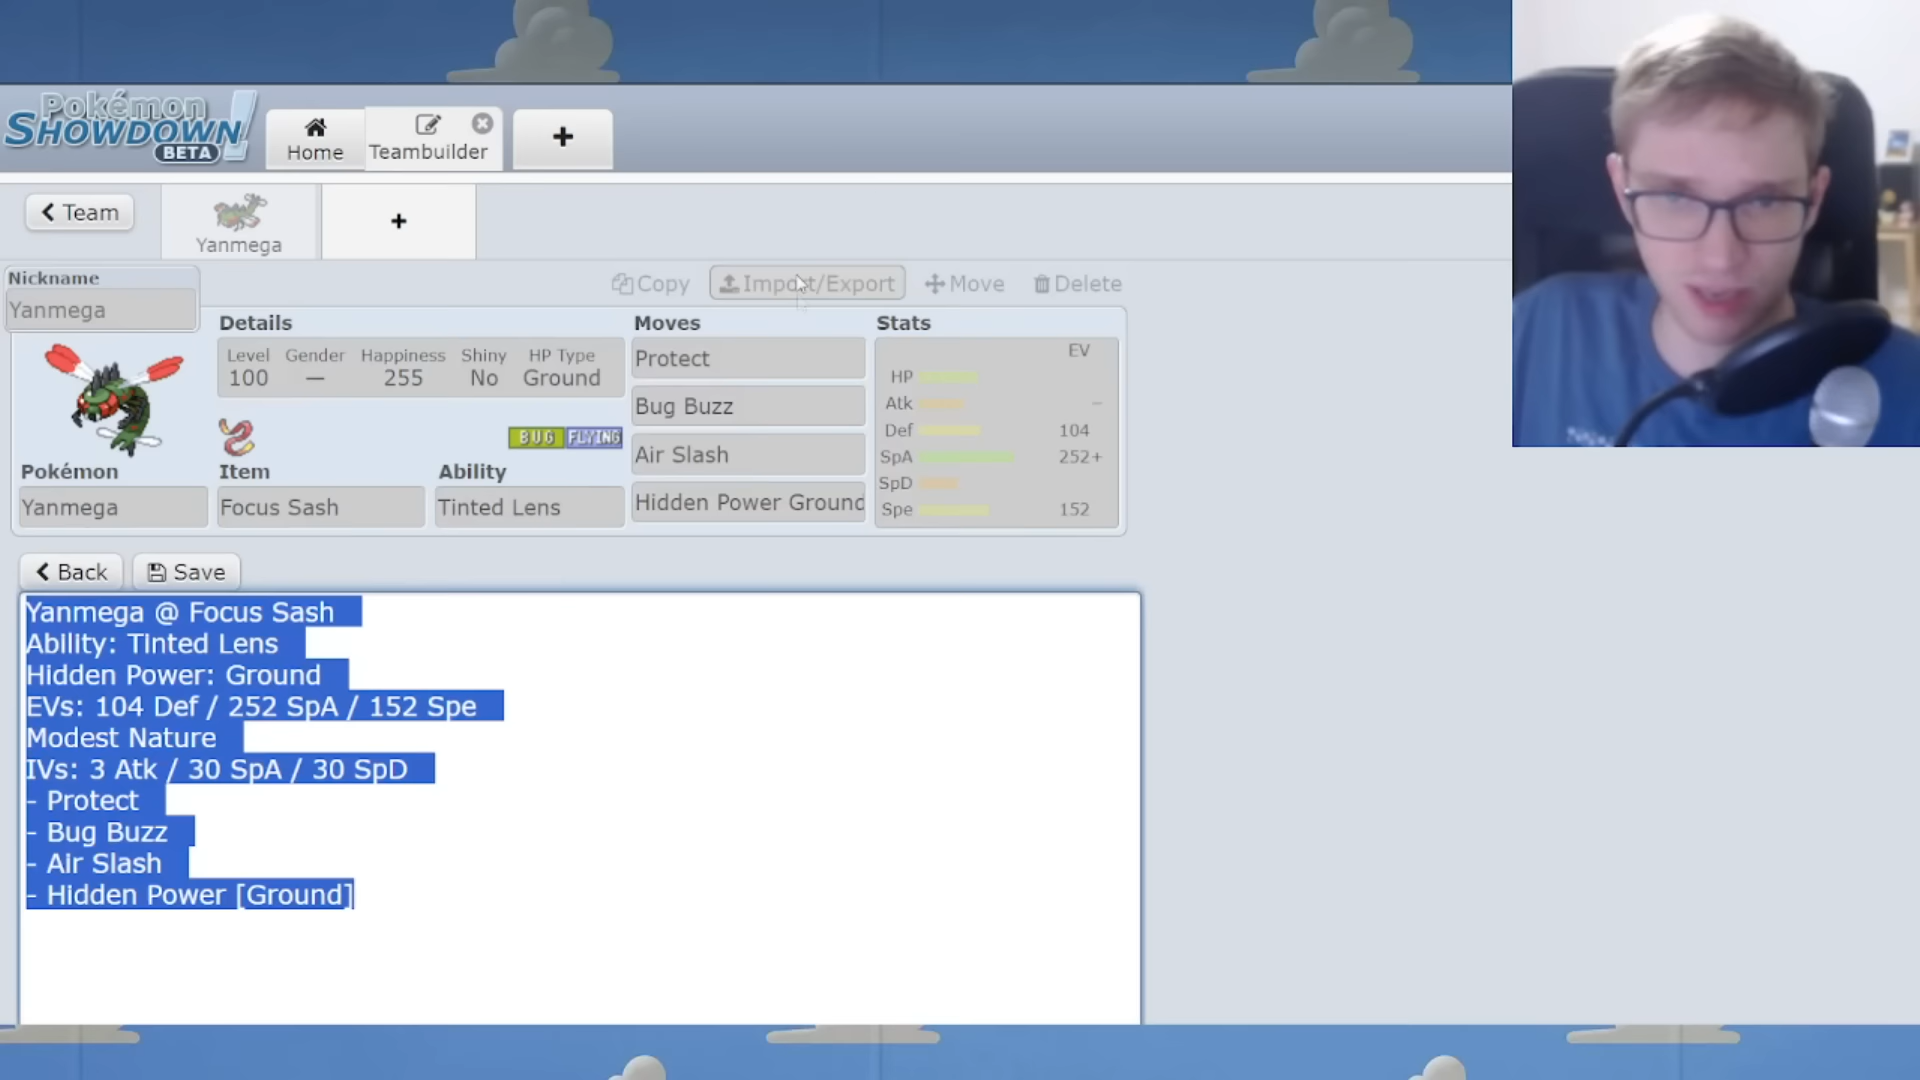 Pokémon
SHOWDOWN!
BETA
Home
Teambuilder
+
Team
Yanmega
+
Nickname
Yanmega
Copy
Import/Export
Move
Delete
Details
Moves
Stats
Level
Gender
Happiness
Shiny
HP Type
100
—
255
No
Ground
Protect
Bug Buzz
Air Slash
Hidden Power Ground
EV
HP
Atk –
Def 104
SpA 252+
SpD
Spe 152
BUG FLYING
Pokémon
Item
Ability
Yanmega
Focus Sash
Tinted Lens
Back
Save
Yanmega @ Focus Sash
Ability: Tinted Lens
Hidden Power: Ground
EVs: 104 Def / 252 SpA / 152 Spe
Modest Nature
IVs: 3 Atk / 30 SpA / 30 SpD
- Protect
- Bug Buzz
- Air Slash
- Hidden Power [Ground]